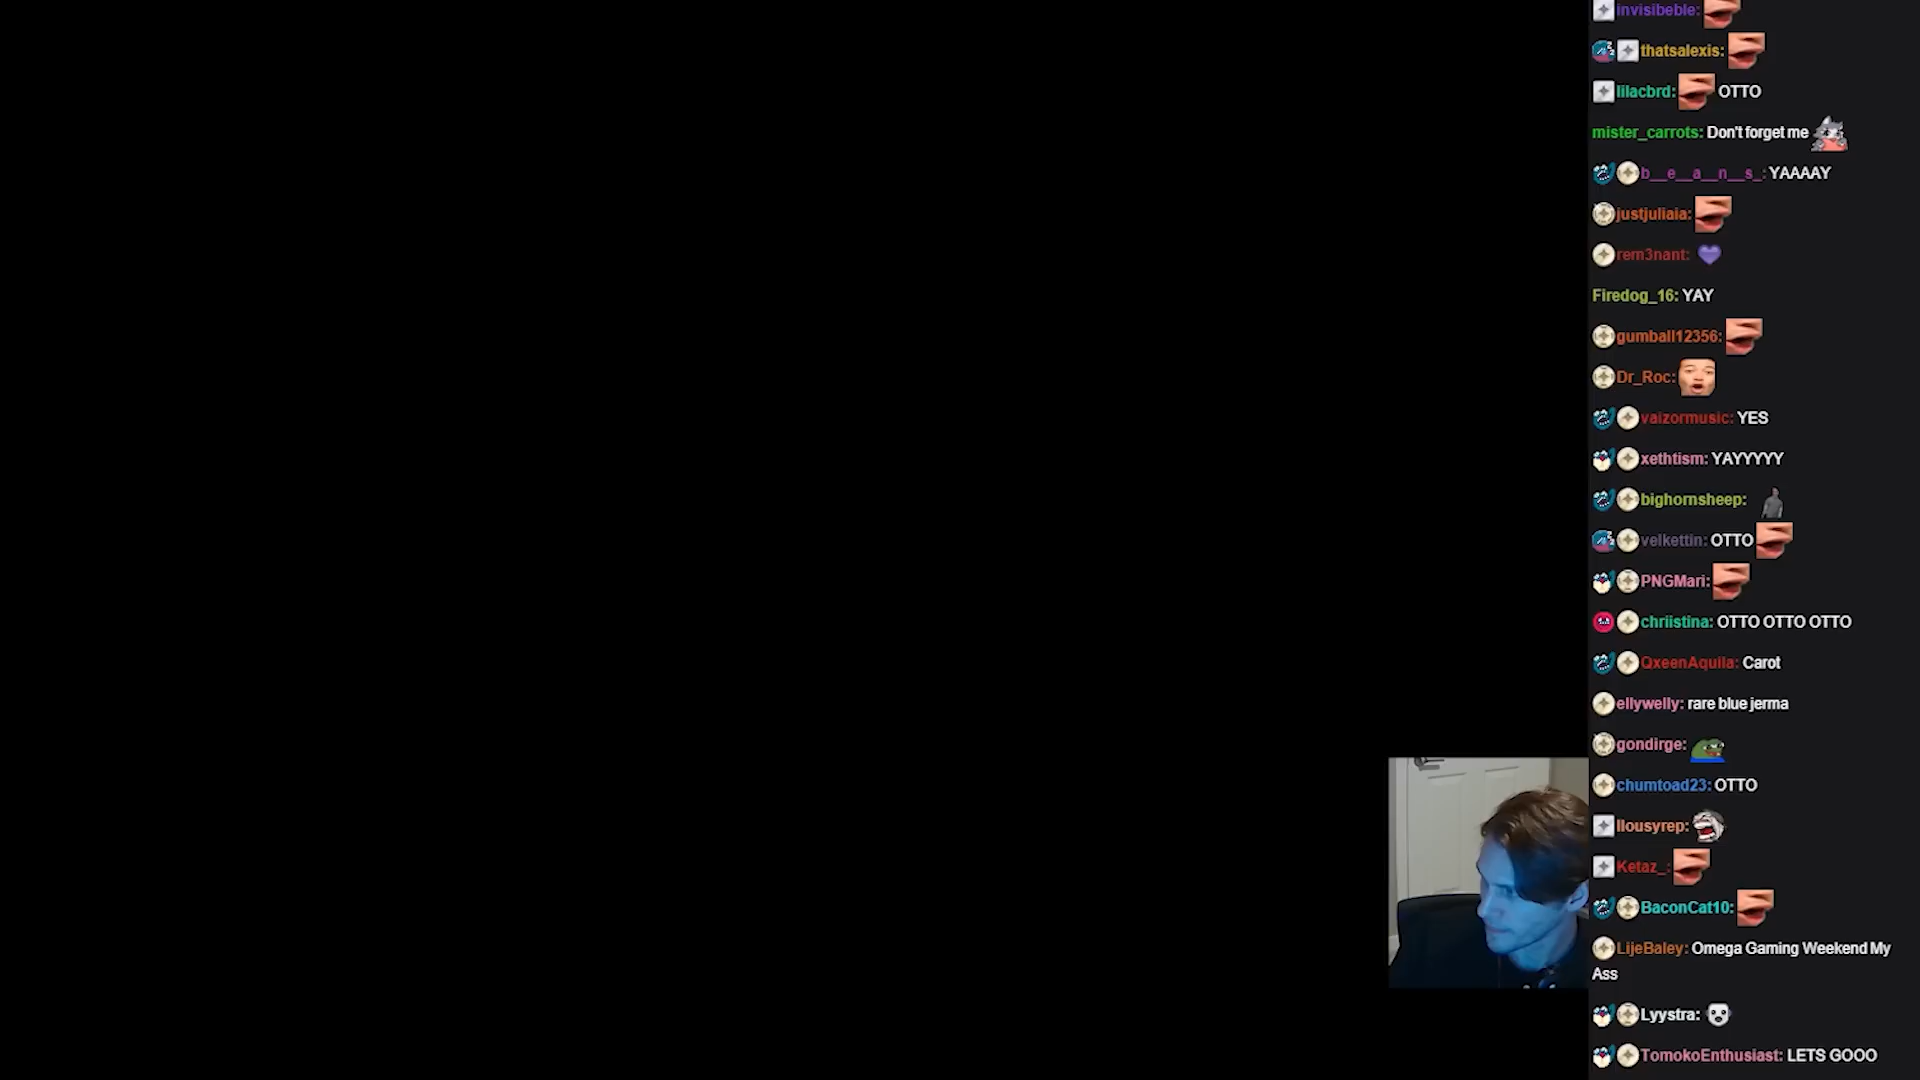 invisibeble:
thatsalexis:
lilacbrd: OTTO
mister_carrots: Don't forget me
b__e__a__n__s_: YAAAAY
justjuliaia:
rem3nant:
Firedog_16: YAY
gumball12356:
Dr_Roc:
vaizormusic: YES
xethtism: YAYYYYY
bighornsheep:
velkettin: OTTO
PNGMari:
chriistina: OTTO OTTO OTTO
QxeenAquila: Carot
ellywelly: rare blue jerma
gondirge:
chumtoad23: OTTO
llousyrep:
Ketaz_:
BaconCat10:
LijeBaley: Omega Gaming Weekend My
Ass
Lyystra:
TomokoEnthusiast: LETS GOOO